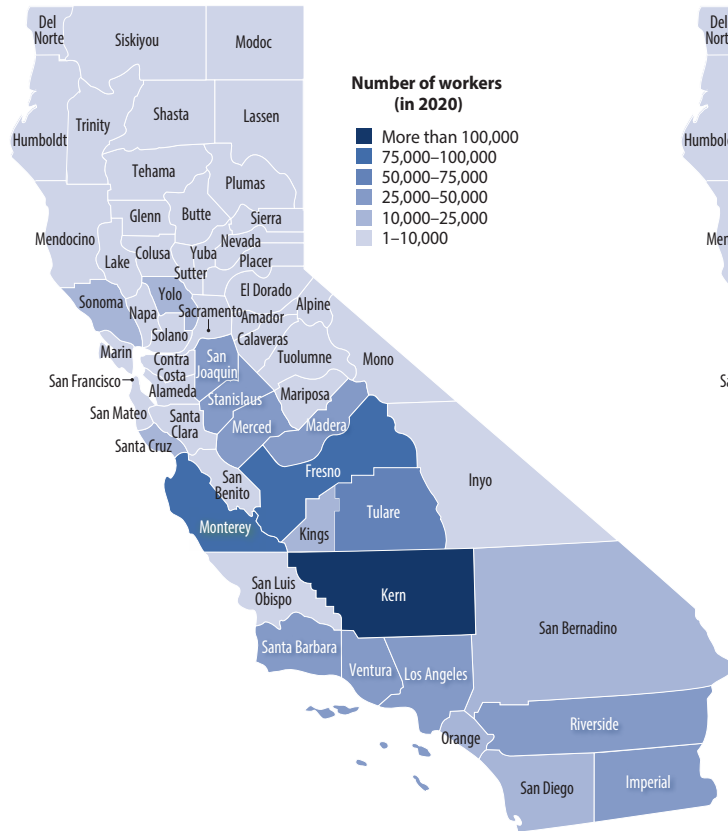 Del
Norte
Siskiyou
Modoc
Del
Nort
Number of workers
(in 2020)
More than 100,000
75,000–100,000
50,000–75,000
25,000–50,000
10,000–25,000
1–10,000
Humboldt
Trinity
Shasta
Lassen
Humbol
Tehama
Plumas
Glenn
Butte
Sierra
Mendocino
Lake
Colusa
Yuba
Nevada
Placer
Sutter
Men
Sonoma
Napa
Yolo
Sacramento
El Dorado
Alpine
Amador
Solano
Calaveras
Marin
Contra
Costa
San
Joaquin
Tuolumne
Mono
San Francisco
Alameda
Stanislaus
Mariposa
Sa
San Mateo
Santa
Clara
Merced
Madera
Santa Cruz
San
Benito
Fresno
Inyo
Monterey
Kings
Tulare
San Luis
Obispo
Kern
San Bernadino
Santa Barbara
Ventura
Los Angeles
Orange
Riverside
San Diego
Imperial